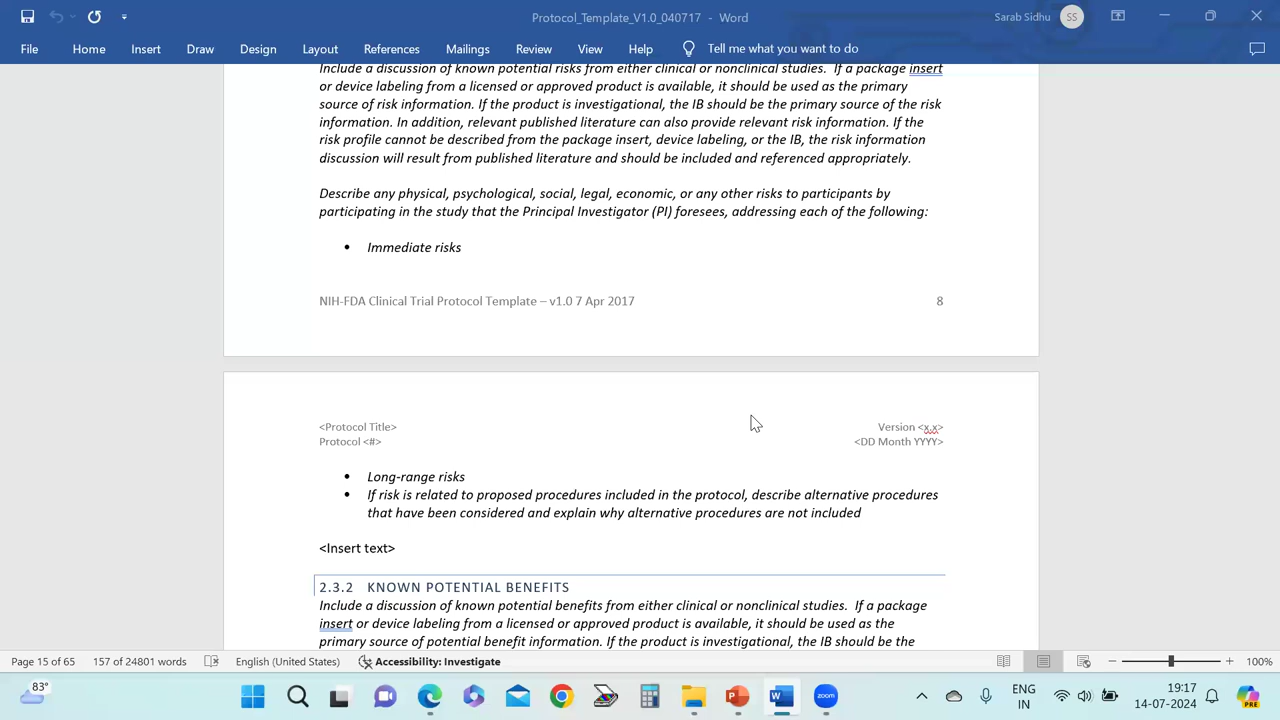 Protocol_Template_V1.0_040717 - Word
Sarab Sidhu SS
File Home Insert Draw Design Layout References Mailings Review View Help Tell me what you want to do
Include a discussion of known potential risks from either clinical or nonclinical studies. If a package insert
or device labeling from a licensed or approved product is available, it should be used as the primary
source of risk information. If the product is investigational, the IB should be the primary source of the risk
information. In addition, relevant published literature can also provide relevant risk information. If the
risk profile cannot be described from the package insert, device labeling, or the IB, the risk information
discussion will result from published literature and should be included and referenced appropriately.
Describe any physical, psychological, social, legal, economic, or any other risks to participants by
participating in the study that the Principal Investigator (PI) foresees, addressing each of the following:
• Immediate risks
NIH-FDA Clinical Trial Protocol Template – v1.0 7 Apr 2017 8
<Protocol Title> Version <x.x>
Protocol <#> <DD Month YYYY>
• Long-range risks
• If risk is related to proposed procedures included in the protocol, describe alternative procedures
that have been considered and explain why alternative procedures are not included
<Insert text>
2.3.2 KNOWN POTENTIAL BENEFITS
Include a discussion of known potential benefits from either clinical or nonclinical studies. If a package
insert or device labeling from a licensed or approved product is available, it should be used as the
primary source of potential benefit information. If the product is investigational, the IB should be the
Page 15 of 65 157 of 24801 words English (United States) Accessibility: Investigate 100%
83° zoom ENG 19:17 PRE
IN 14-07-2024